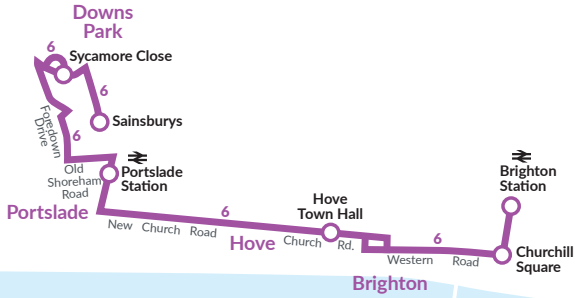 Downs
Park
6
Sycamore Close
6
Sainsburys
Foredown
Drive
6
Old
Shoreham
Road
Portslade
Station
Brighton
Station
Portslade
6
Hove
Town Hall
New Church Road
Hove
Church Rd.
6
Western Road
Churchill
Square
Brighton